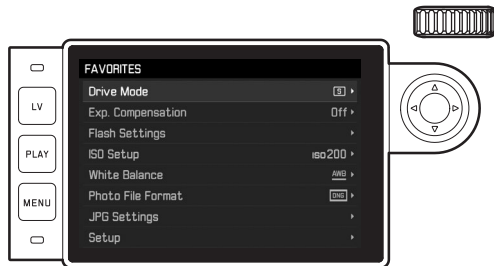 FAVORITES
Drive Mode S
Exp. Compensation Off
Flash Settings
ISO Setup ISO200
White Balance AWB
Photo File Format DNG
JPG Settings
Setup
LV
PLAY
MENU